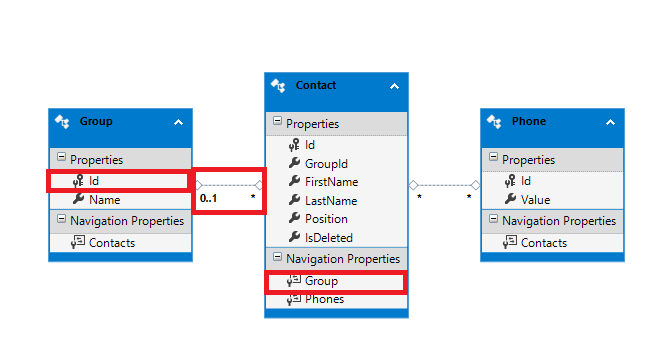 Group
Properties
Id
Name
Navigation Properties
Contacts
0..1 *
Contact
Properties
Id
GroupId
FirstName
LastName
Position
IsDeleted
Navigation Properties
Group
Phones
* *
Phone
Properties
Id
Value
Navigation Properties
Contacts